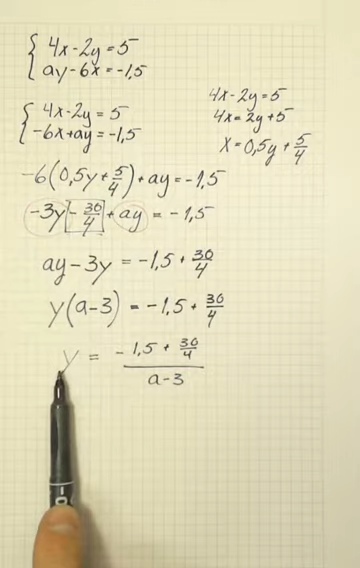 4x-2y=5
ay-6x=-1,5
4x-2y=5
-6x+ay=-1,5
4x-2y=5
4x=2y+5
x=0,5y+5/4
-6(0,5y+5/4)+ay=-1,5
-3y-30/4+ay=-1,5
ay-3y=-1,5+30/4
y(a-3)=-1,5+30/4
y=(-1,5+30/4)/(a-3)